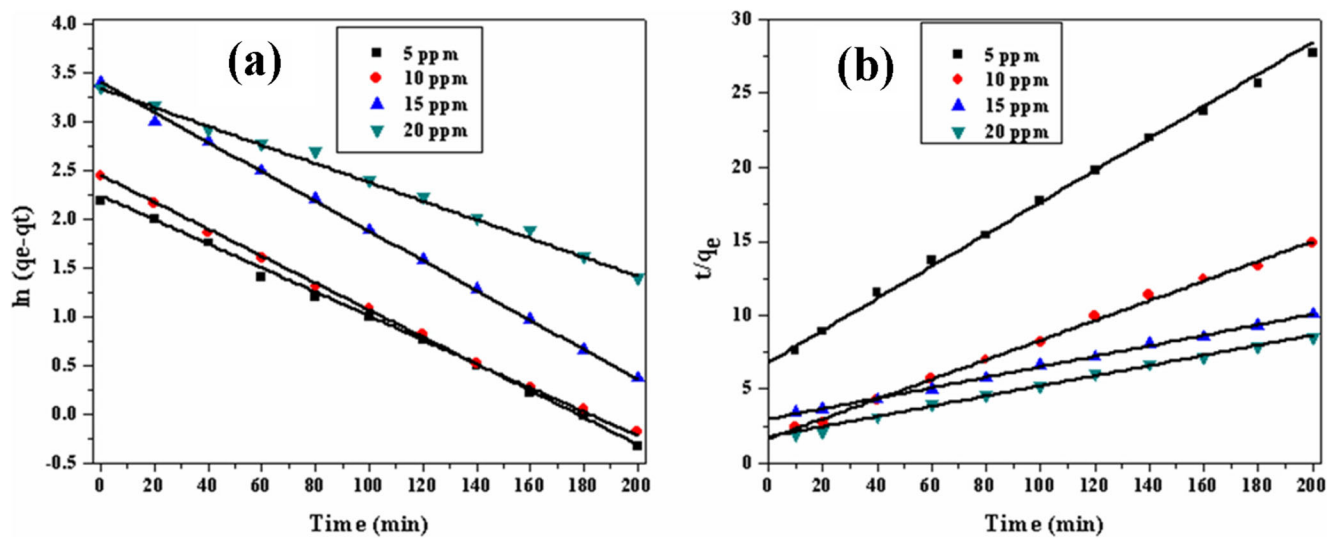 (a)
5 ppm
10 ppm
15 ppm
20 ppm
4.0
3.5
3.0
2.5
2.0
1.5
1.0
0.5
0.0
-0.5
ln (qe-qt)
0 20 40 60 80 100 120 140 160 180 200
Time (min)
(b)
5 ppm
10 ppm
15 ppm
20 ppm
30
25
20
15
10
5
0
t/qe
0 20 40 60 80 100 120 140 160 180 200
Time (min)